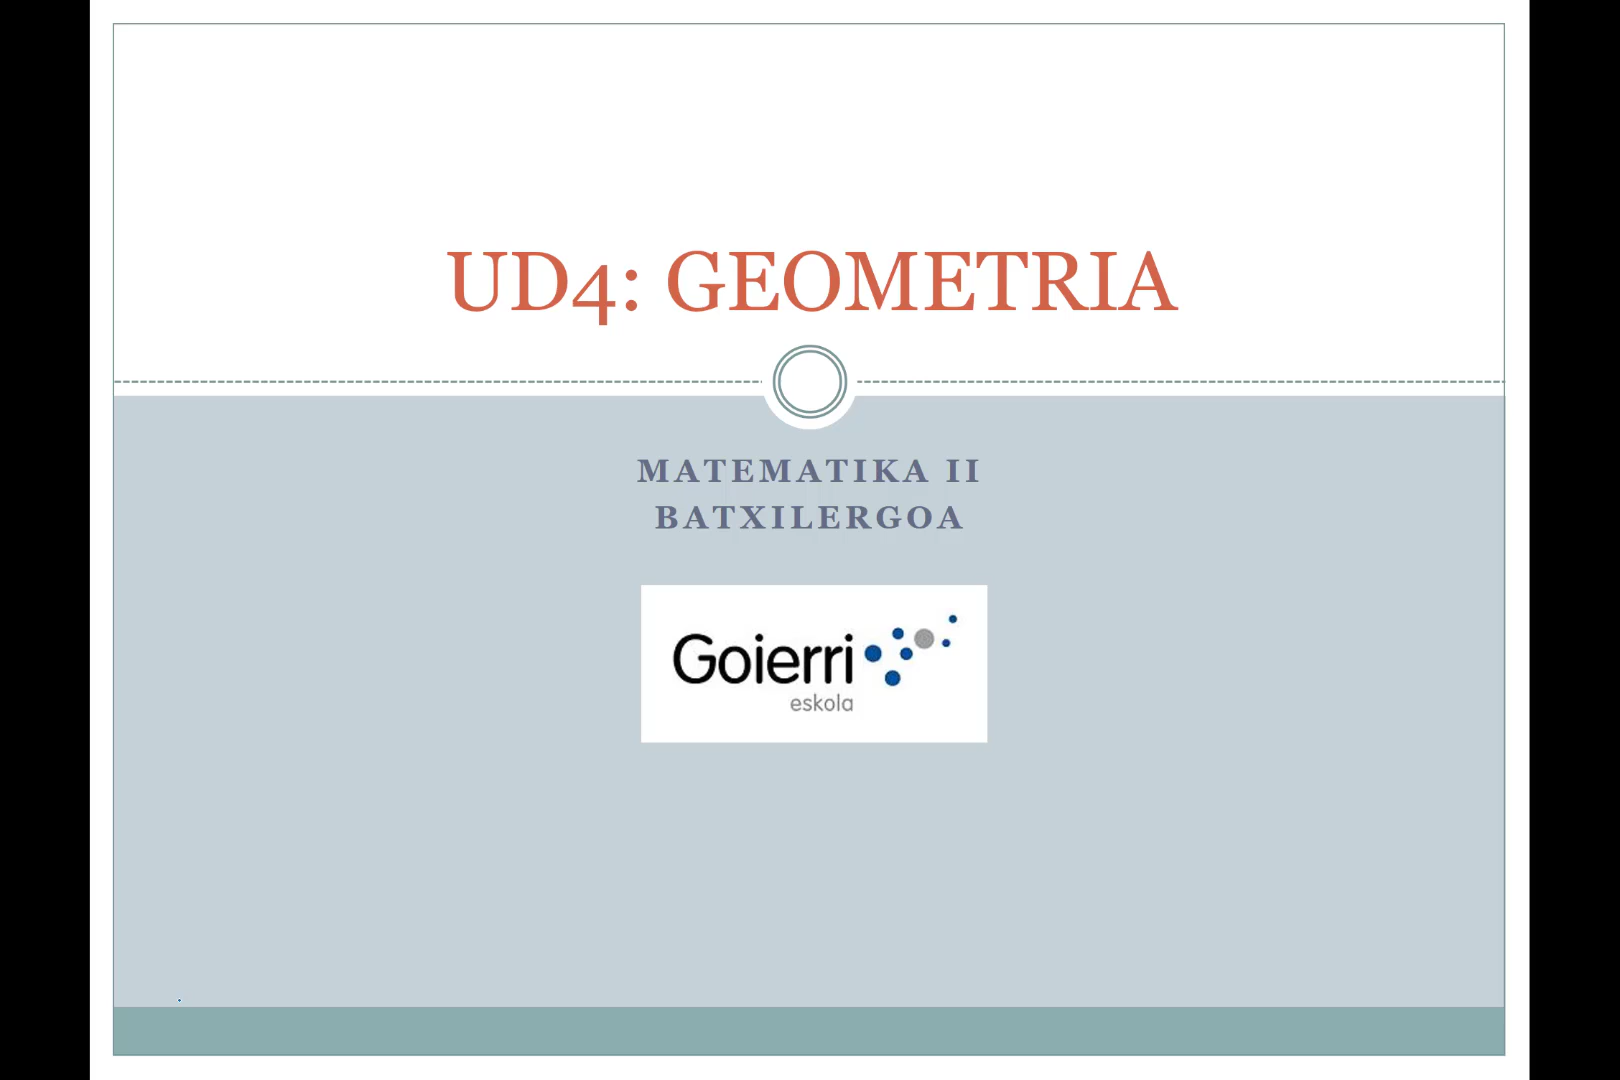 UD4: GEOMETRIA
MATEMATIKA II
BATXILERGOA
Goierri
eskola